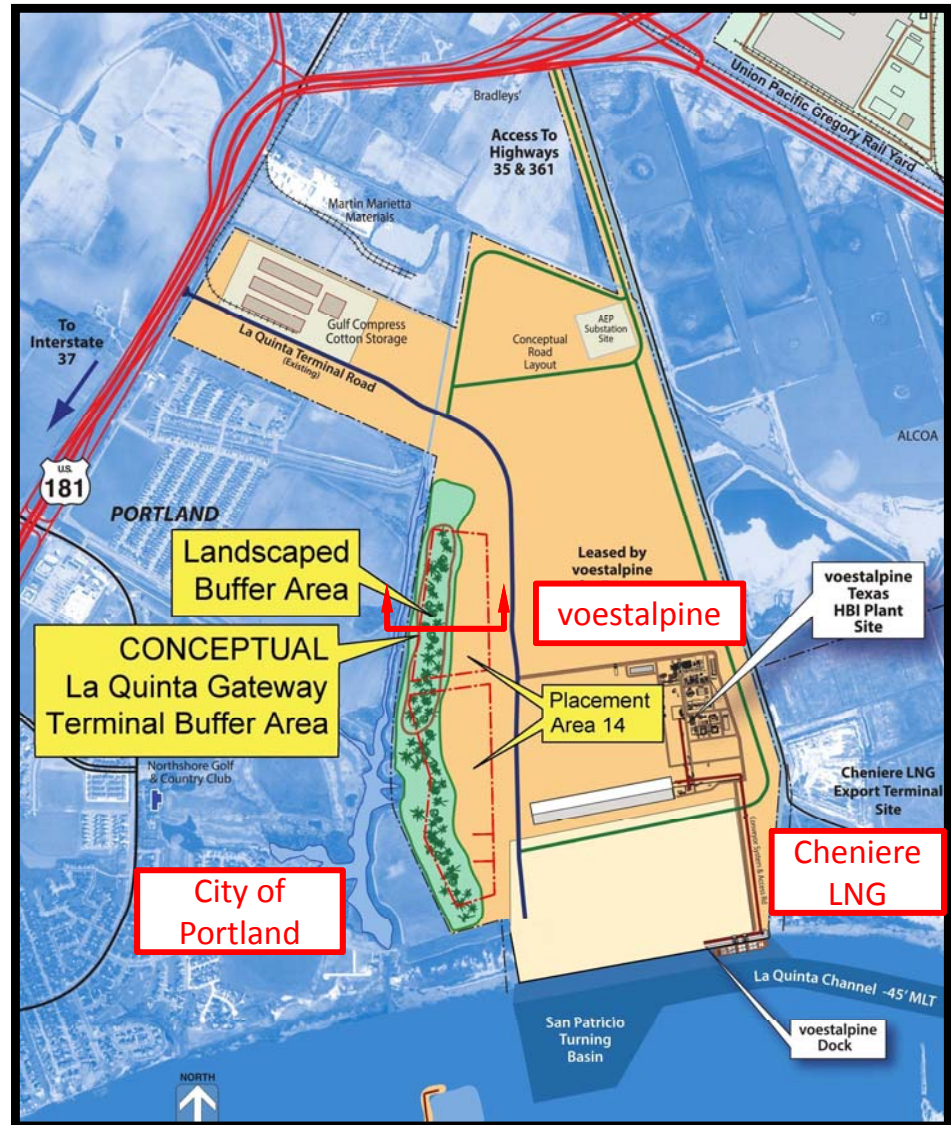 Bradleys'
Union Pacific Gregory Rail Yard
Access To
Highways
35 & 361
Martin Marietta
Materials
To
Interstate
37
Gulf Compress
Cotton Storage
La Quinta Terminal Road
(Existing)
AEP
Substation
Site
Conceptual
Road
Layout
ALCOA
U.S.
181
PORTLAND
Landscaped
Buffer Area
Leased by
voestalpine
voestalpine
voestalpine
Texas
HBI Plant
Site
CONCEPTUAL
La Quinta Gateway
Terminal Buffer Area
Placement
Area 14
Northshore Golf
& Country Club
Cheniere LNG
Export Terminal
Site
Conveyor System & Access Rd
Cheniere
LNG
City of
Portland
La Quinta Channel -45' MLT
San Patricio
Turning
Basin
voestalpine
Dock
NORTH